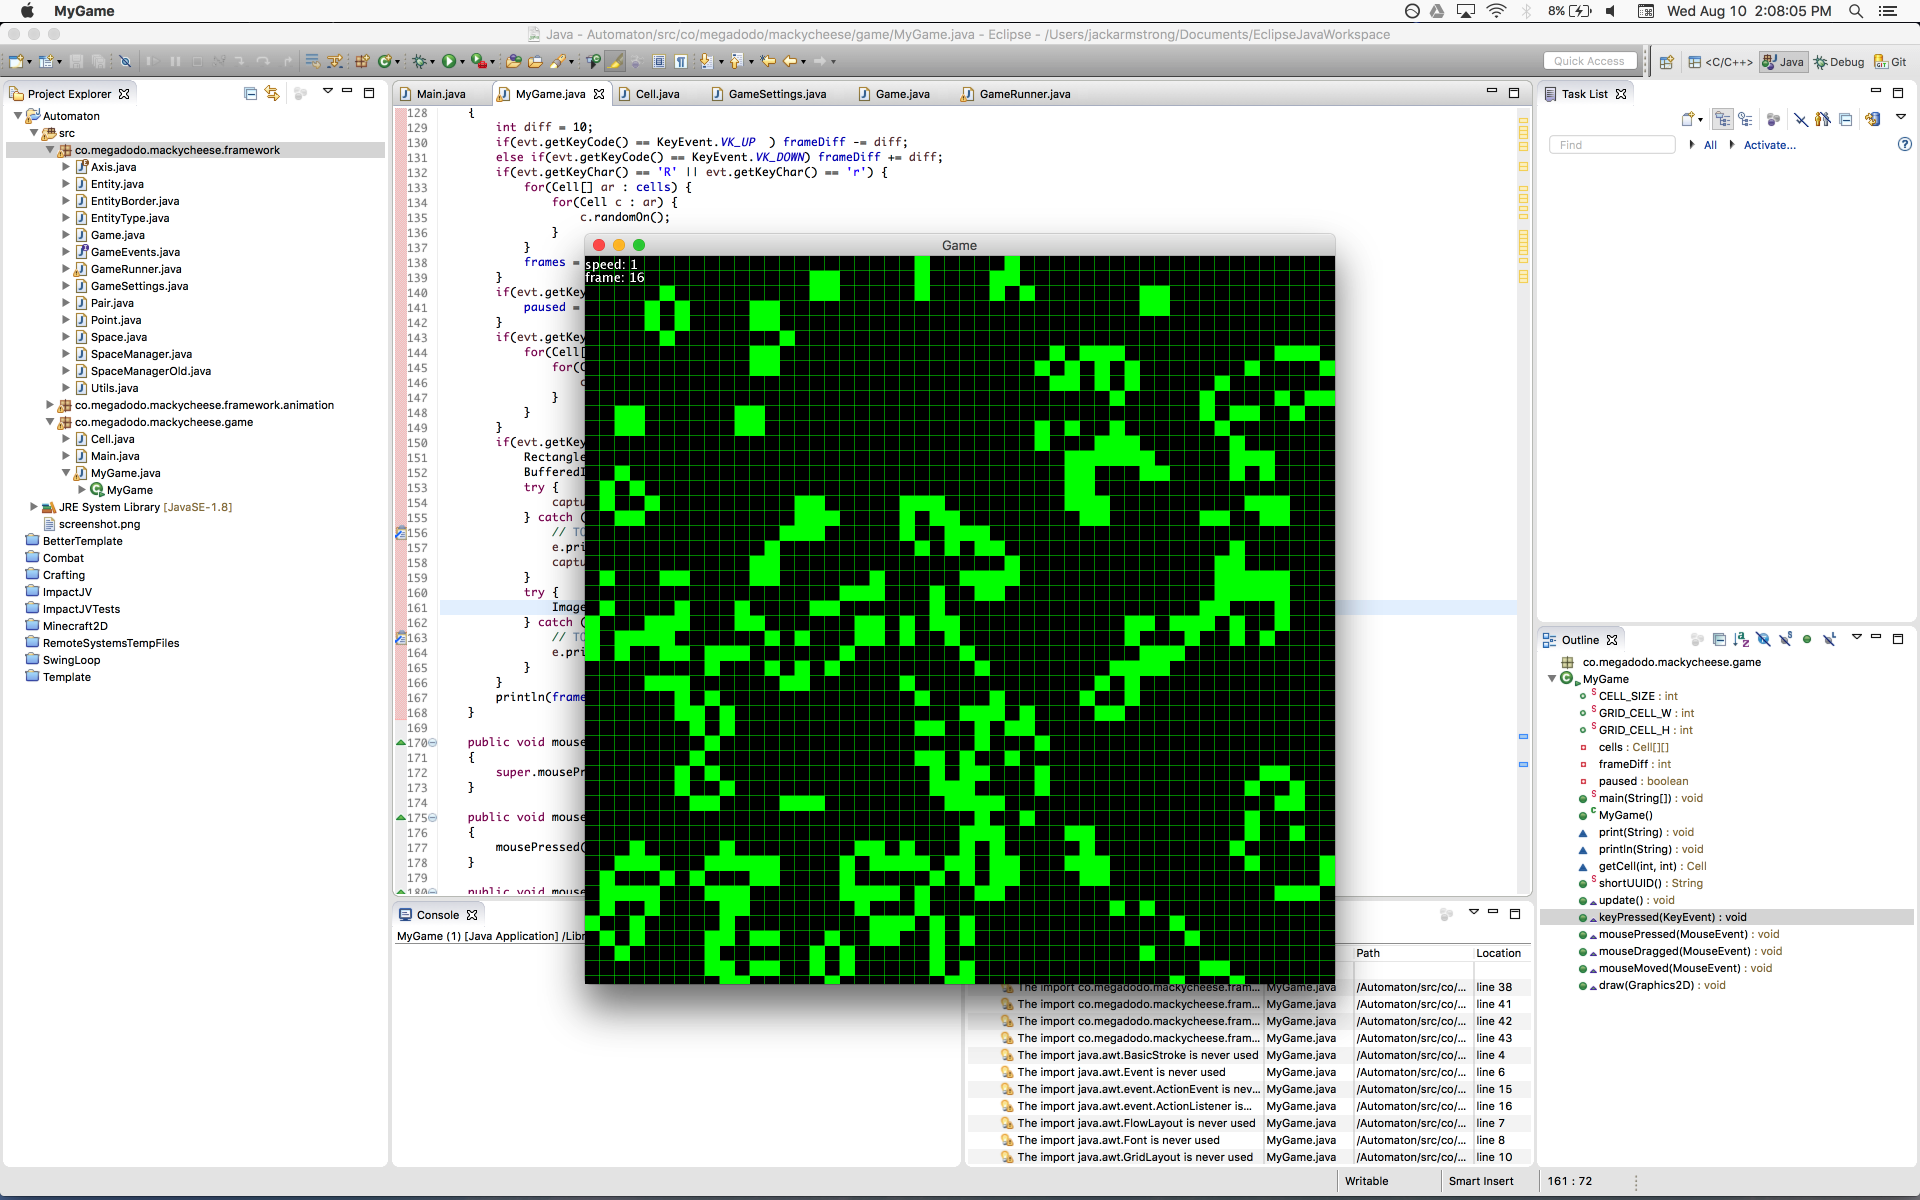 MyGame
8%
Wed Aug 10 2:08:05 PM
Java - Automaton/src/co/megadodo/mackycheese/game/MyGame.java - Eclipse - /Users/jackarmstrong/Documents/EclipseJavaWorkspace
Quick Access
<C/C++>
Java
Debug
Git
Project Explorer
Automaton
src
co.megadodo.mackycheese.framework
Axis.java
Entity.java
EntityBorder.java
EntityType.java
Game.java
GameEvents.java
GameRunner.java
GameSettings.java
Pair.java
Point.java
Space.java
SpaceManager.java
SpaceManagerOld.java
Utils.java
co.megadodo.mackycheese.framework.animation
co.megadodo.mackycheese.game
Cell.java
Main.java
MyGame.java
MyGame
JRE System Library [JavaSE-1.8]
screenshot.png
BetterTemplate
Combat
Crafting
ImpactJV
ImpactJVTests
Minecraft2D
RemoteSystemsTempFiles
SwingLoop
Template
Main.java
MyGame.java
Cell.java
GameSettings.java
Game.java
GameRunner.java
128 {
129 int diff = 10;
130 if(evt.getKeyCode() == KeyEvent.VK_UP ) frameDiff -= diff;
131 else if(evt.getKeyCode() == KeyEvent.VK_DOWN) frameDiff += diff;
132 if(evt.getKeyChar() == 'R' || evt.getKeyChar() == 'r') {
133 for(Cell[] ar : cells) {
134 for(Cell c : ar) {
135 c.randomOn();
136 }
137 }
138 frames =
139 }
140 if(evt.getKey
141 paused =
142 }
143 if(evt.getKey
144 for(Cell[
145 for(C
146 c
147 }
148 }
149 }
150 if(evt.getKey
151 Rectangle
152 BufferedI
153 try {
154 captu
155 } catch (
156 // TO
157 e.pri
158 captu
159 }
160 try {
161 Image
162 } catch (
163 // TO
164 e.pri
165 }
166 }
167 println(frame
168 }
169
170 public void mouse
171 {
172 super.mousePr
173 }
174
175 public void mouse
176 {
177 mousePressed(
178 }
179
180 public void mouse
Game
speed: 1
frame: 16
Console
MyGame (1) [Java Application] /Libr
Path
Location
The import co.megadodo.mackycheese.fram... MyGame.java /Automaton/src/co/... line 38
The import co.megadodo.mackycheese.fram... MyGame.java /Automaton/src/co/... line 41
The import co.megadodo.mackycheese.fram... MyGame.java /Automaton/src/co/... line 42
The import co.megadodo.mackycheese.fram... MyGame.java /Automaton/src/co/... line 43
The import java.awt.BasicStroke is never used MyGame.java /Automaton/src/co/... line 4
The import java.awt.Event is never used MyGame.java /Automaton/src/co/... line 6
The import java.awt.event.ActionEvent is nev... MyGame.java /Automaton/src/co/... line 15
The import java.awt.event.ActionListener is... MyGame.java /Automaton/src/co/... line 16
The import java.awt.FlowLayout is never used MyGame.java /Automaton/src/co/... line 7
The import java.awt.Font is never used MyGame.java /Automaton/src/co/... line 8
The import java.awt.GridLayout is never used MyGame.java /Automaton/src/co/... line 10
Task List
Find
All
Activate...
Outline
co.megadodo.mackycheese.game
MyGame
CELL_SIZE : int
GRID_CELL_W : int
GRID_CELL_H : int
cells : Cell[][]
frameDiff : int
paused : boolean
main(String[]) : void
MyGame()
print(String) : void
println(String) : void
getCell(int, int) : Cell
shortUUID() : String
update() : void
keyPressed(KeyEvent) : void
mousePressed(MouseEvent) : void
mouseDragged(MouseEvent) : void
mouseMoved(MouseEvent) : void
draw(Graphics2D) : void
Writable
Smart Insert
161 : 72